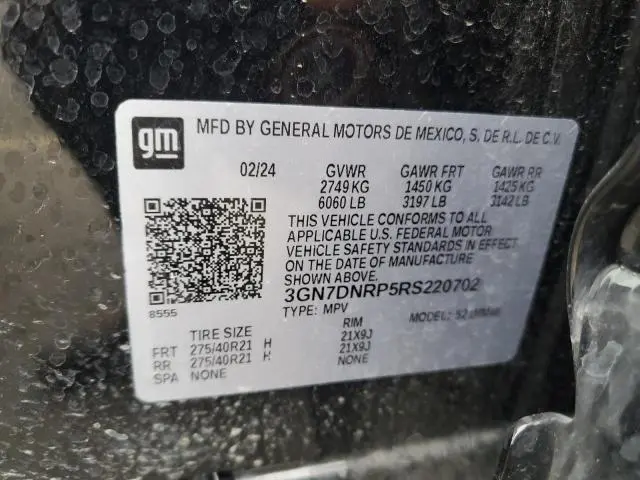 gm
MFD BY GENERAL MOTORS DE MEXICO, S. DE R.L. DE C.V.
02/24 GVWR GAWR FRT GAWR RR
2749 KG 1450 KG 1425 KG
6060 LB 3197 LB 3142 LB
THIS VEHICLE CONFORMS TO ALL
APPLICABLE U.S. FEDERAL MOTOR
VEHICLE SAFETY STANDARDS IN EFFECT
ON THE DATE OF MANUFACTURE
SHOWN ABOVE.
3GN7DNRP5RS220702
8555 TYPE: MPV MODEL:
TIRE SIZE RIM
FRT 275/40R21 H 21X9J
RR 275/40R21 H 21X9J
SPA NONE NONE